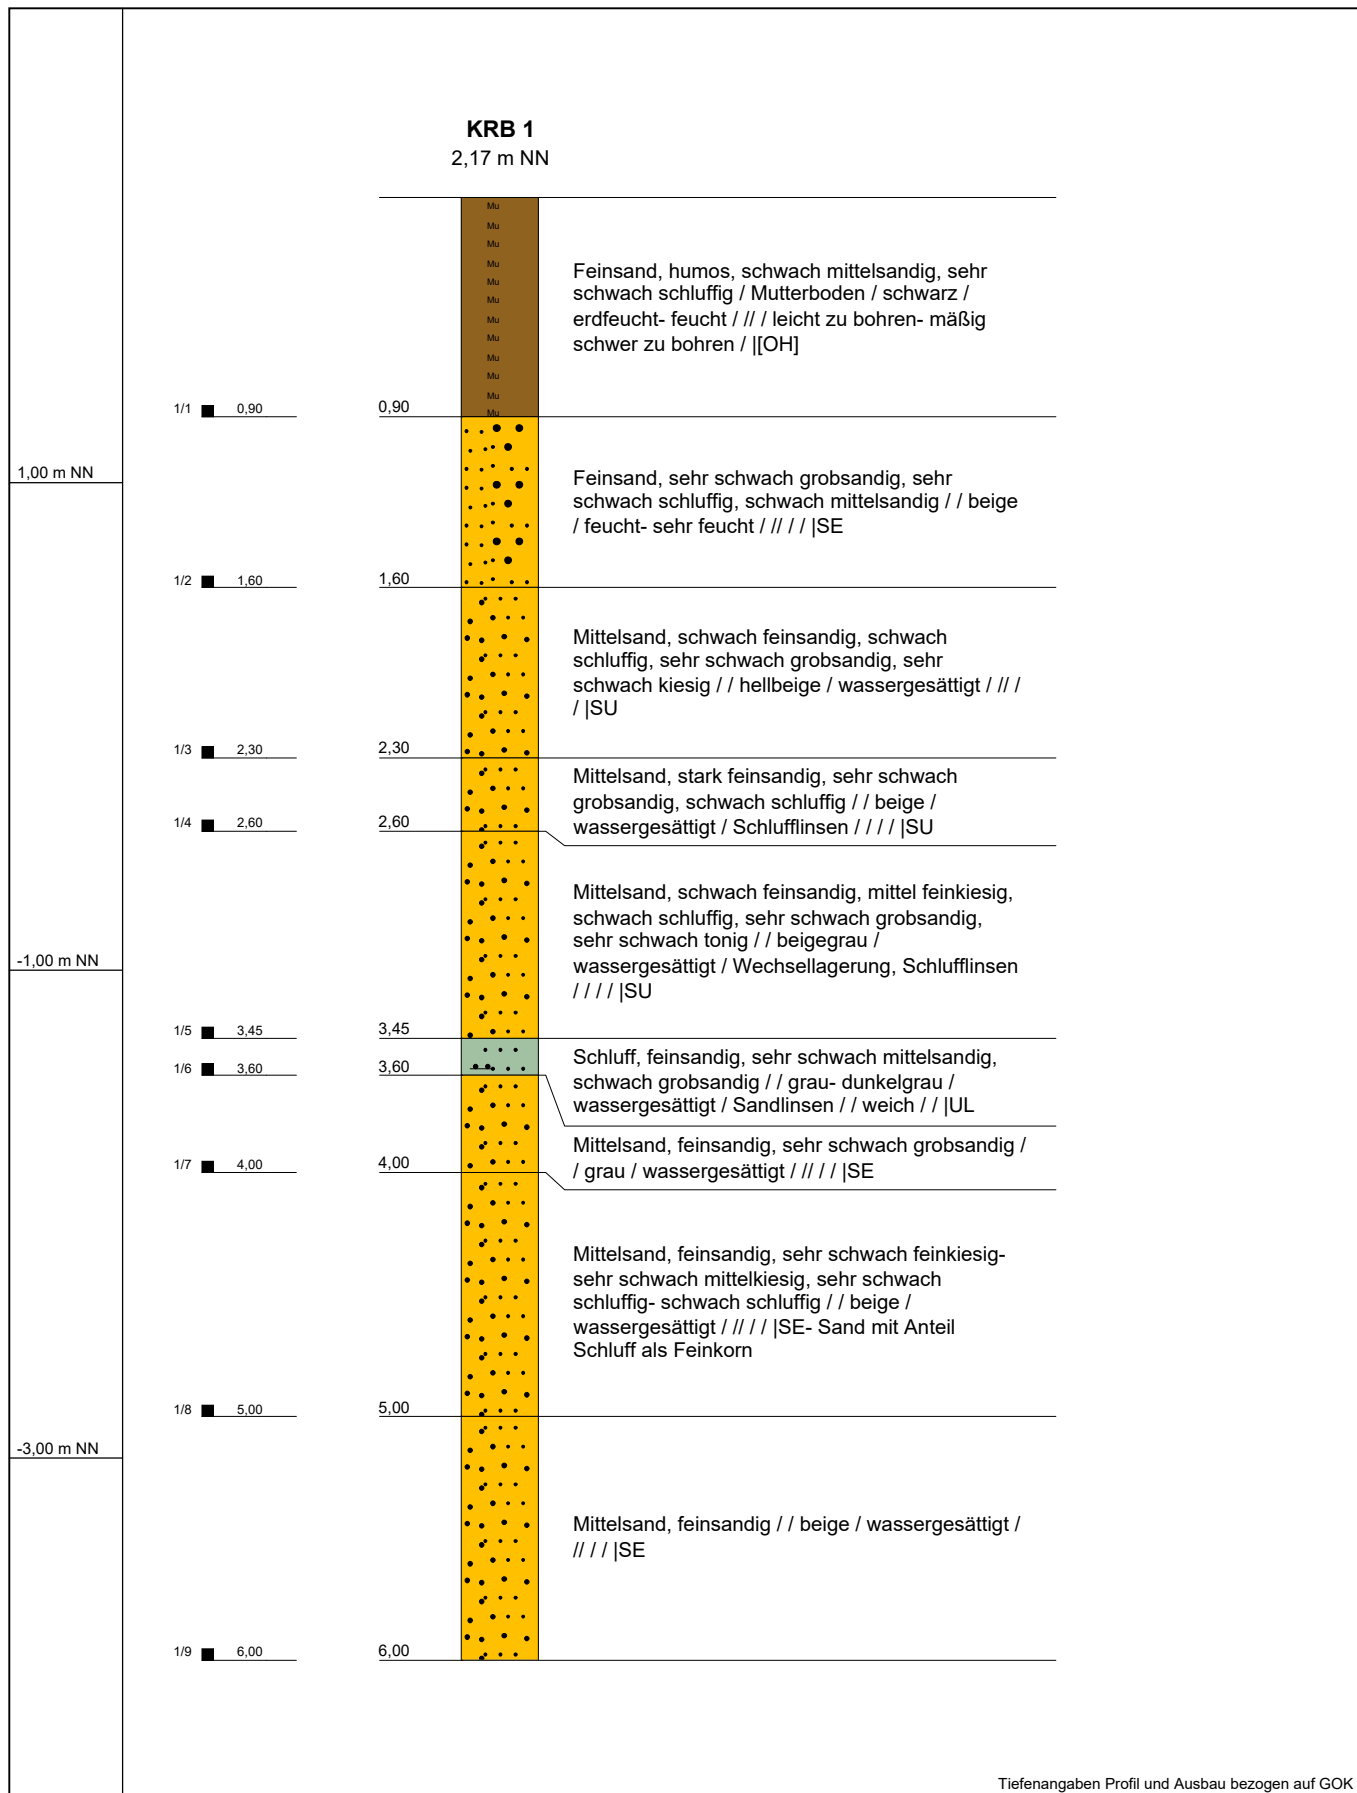 KRB 1
2,17 m NN
Mu
Mu
Mu
Mu
Mu
Mu
Mu
Mu
Mu
Mu
Mu
Mu
Feinsand, humos, schwach mittelsandig, sehr
schwach schluffig / Mutterboden / schwarz /
erdfeucht- feucht / // / leicht zu bohren- mäßig
schwer zu bohren / |[OH]
1/1 0,90 0,90
1,00 m NN
Feinsand, sehr schwach grobsandig, sehr
schwach schluffig, schwach mittelsandig / / beige
/ feucht- sehr feucht / // / / |SE
1/2 1,60 1,60
Mittelsand, schwach feinsandig, schwach
schluffig, sehr schwach grobsandig, sehr
schwach kiesig / / hellbeige / wassergesättigt / // /
/ |SU
1/3 2,30 2,30
Mittelsand, stark feinsandig, sehr schwach
grobsandig, schwach schluffig / / beige /
wassergesättigt / Schlufflinsen / / / / |SU
1/4 2,60 2,60
Mittelsand, schwach feinsandig, mittel feinkiesig,
schwach schluffig, sehr schwach grobsandig,
sehr schwach tonig / / beigegrau /
wassergesättigt / Wechsellagerung, Schlufflinsen
/ / / / |SU
-1,00 m NN
1/5 3,45 3,45
Schluff, feinsandig, sehr schwach mittelsandig,
schwach grobsandig / / grau- dunkelgrau /
wassergesättigt / Sandlinsen / / weich / / |UL
1/6 3,60 3,60
Mittelsand, feinsandig, sehr schwach grobsandig /
/ grau / wassergesättigt / // / / |SE
1/7 4,00 4,00
Mittelsand, feinsandig, sehr schwach feinkiesig-
sehr schwach mittelkiesig, sehr schwach
schluffig- schwach schluffig / / beige /
wassergesättigt / // / / |SE- Sand mit Anteil
Schluff als Feinkorn
1/8 5,00 5,00
-3,00 m NN
Mittelsand, feinsandig / / beige / wassergesättigt /
// / / |SE
1/9 6,00 6,00
Tiefenangaben Profil und Ausbau bezogen auf GOK